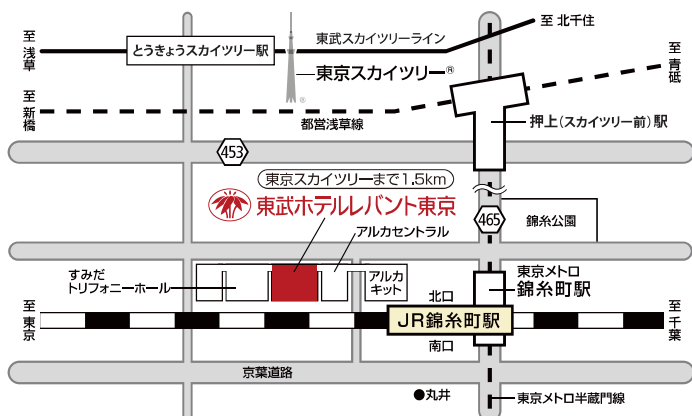 至 北千住
至 浅草
とうきょうスカイツリー駅
東武スカイツリーライン
至 青砥
東京スカイツリー®
®
至 新橋
都営浅草線
押上(スカイツリー前)駅
453
東京スカイツリーまで1.5km
東武ホテルレバント東京
465
錦糸公園
アルカセントラル
すみだ
トリフォニーホール
アルカ
キット
東京メトロ
錦糸町駅
北口
至 東京
JR錦糸町駅
至 千葉
南口
京葉道路
●丸井
東京メトロ半蔵門線